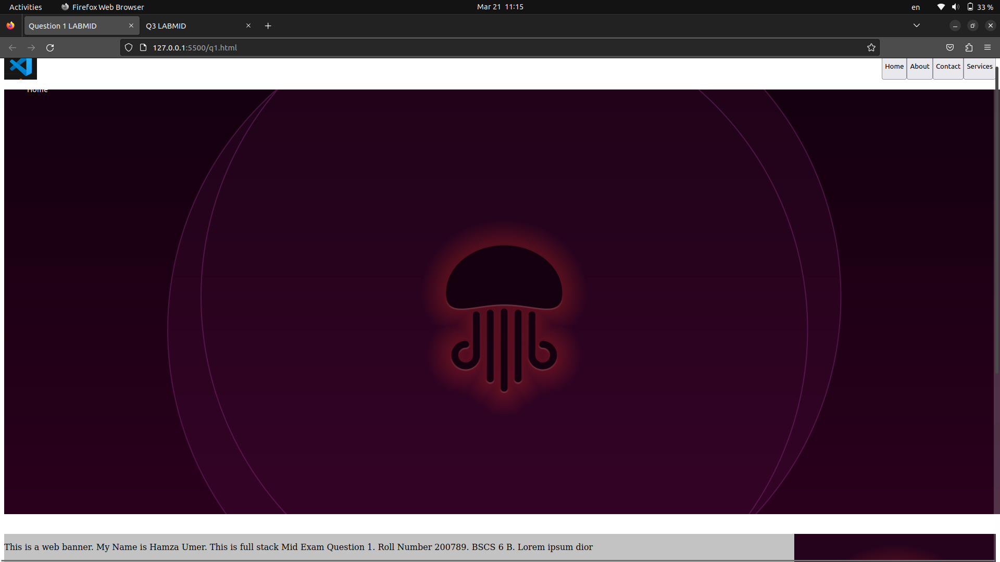 Activities Firefox Web Browser Mar 21 11:15 en 33 %
Question 1 LABMID Q3 LABMID
127.0.0.1:5500/q1.html
Home About Contact Services
Home
This is a web banner. My Name is Hamza Umer. This is full stack Mid Exam Question 1. Roll Number 200789. BSCS 6 B. Lorem ipsum dior